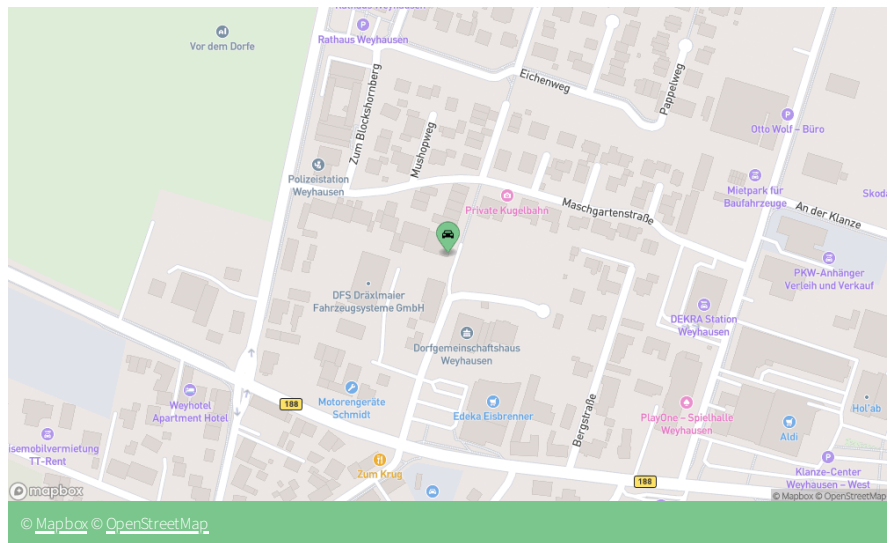 Rathaus Weyhausen
Vor dem Dorfe
Rathaus Weyhausen
Eichenweg
Pappelweg
Zum Blockshornberg
Mushopweg
Otto Wolf – Büro
Polizeistation
Weyhausen
Mietpark für
Baufahrzeuge
Skoda
Private Kugelbahn
Maschgartenstraße
An der Klanze
PKW-Anhänger
Verleih und Verkauf
DFS Dräxlmaier
Fahrzeugsysteme GmbH
DEKRA Station
Weyhausen
Dorfgemeinschaftshaus
Weyhausen
Weyhotel
Apartment Hotel
188
Motorengeräte
Schmidt
Edeka Eisbrenner
Bergstraße
PlayOne – Spielhalle
Weyhausen
Hol'ab
Aldi
isemobilvermietung
TT-Rent
Zum Krug
188
Klanze-Center
Weyhausen – West
mapbox
© Mapbox © OpenStreetMap
© Mapbox © OpenStreetMap